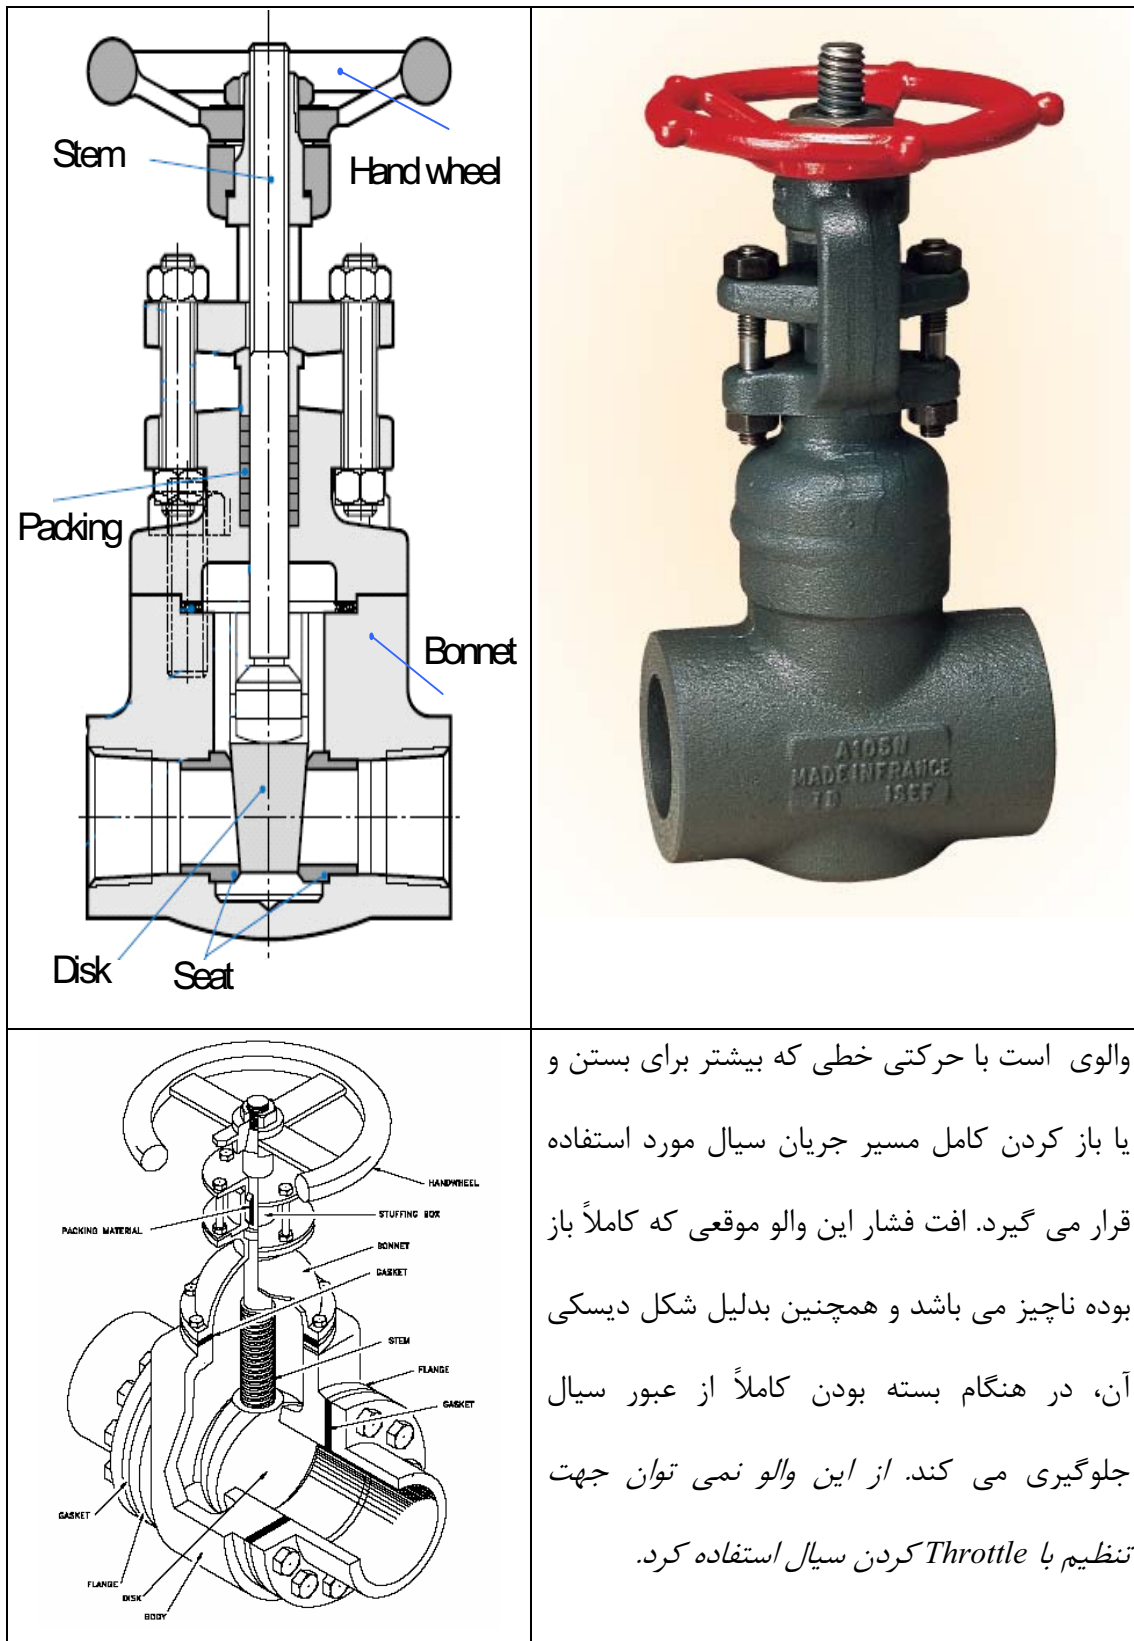 Stem
Hand wheel
Packing
Bonnet
Disk
Seat
A105N
MADE IN FRANCE
ISEF
HANDWHEEL
PACKING MATERIAL
STUFFING BOX
BONNET
GASKET
STEM
FLANGE
GASKET
GASKET
FLANGE
DISK
BODY
والوی است با حرکتی خطی که بیشتر برای بستن و
یا باز کردن کامل مسیر جریان سیال مورد استفاده
قرار می گیرد. افت فشار این والو موقعی که کاملاً باز
بوده ناچیز می باشد و همچنین بدلیل شکل دیسکی
آن، در هنگام بسته بودن کاملاً از عبور سیال
جلوگیری می کند. از این والو نمی توان جهت
تنظیم با Throttle کردن سیال استفاده کرد.